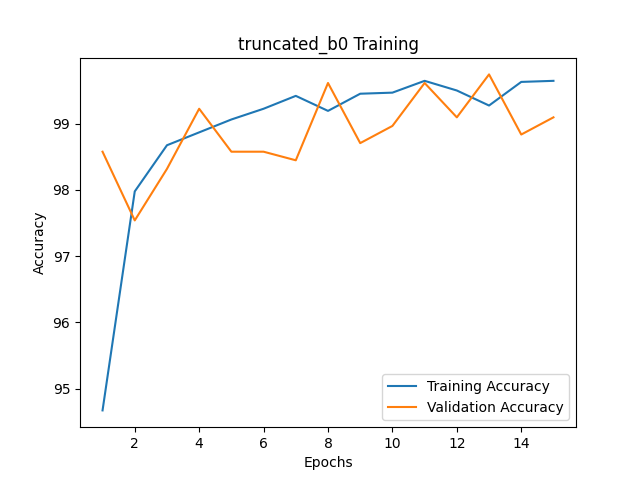 truncated_b0 Training
Accuracy
99
98
97
96
95
2 4 6 8 10 12 14
Epochs
Training Accuracy
Validation Accuracy